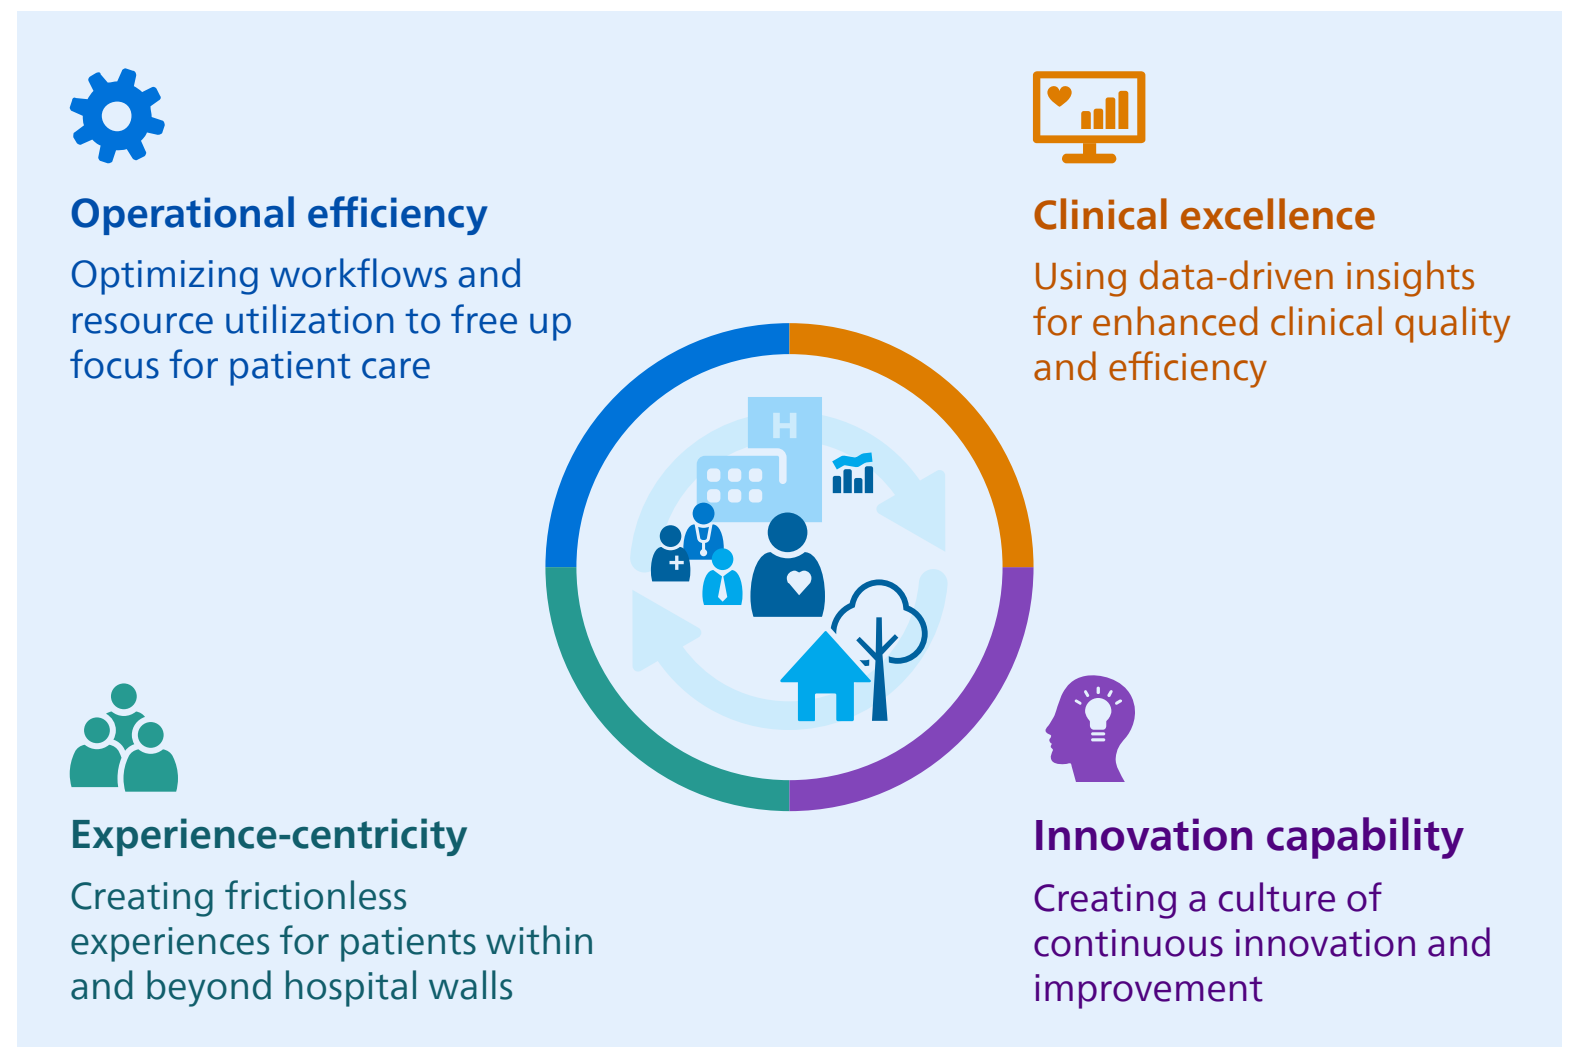 Operational efficiency
Optimizing workflows and
resource utilization to free up
focus for patient care
Clinical excellence
Using data-driven insights
for enhanced clinical quality
and efficiency
H
Experience-centricity
Creating frictionless
experiences for patients within
and beyond hospital walls
Innovation capability
Creating a culture of
continuous innovation and
improvement